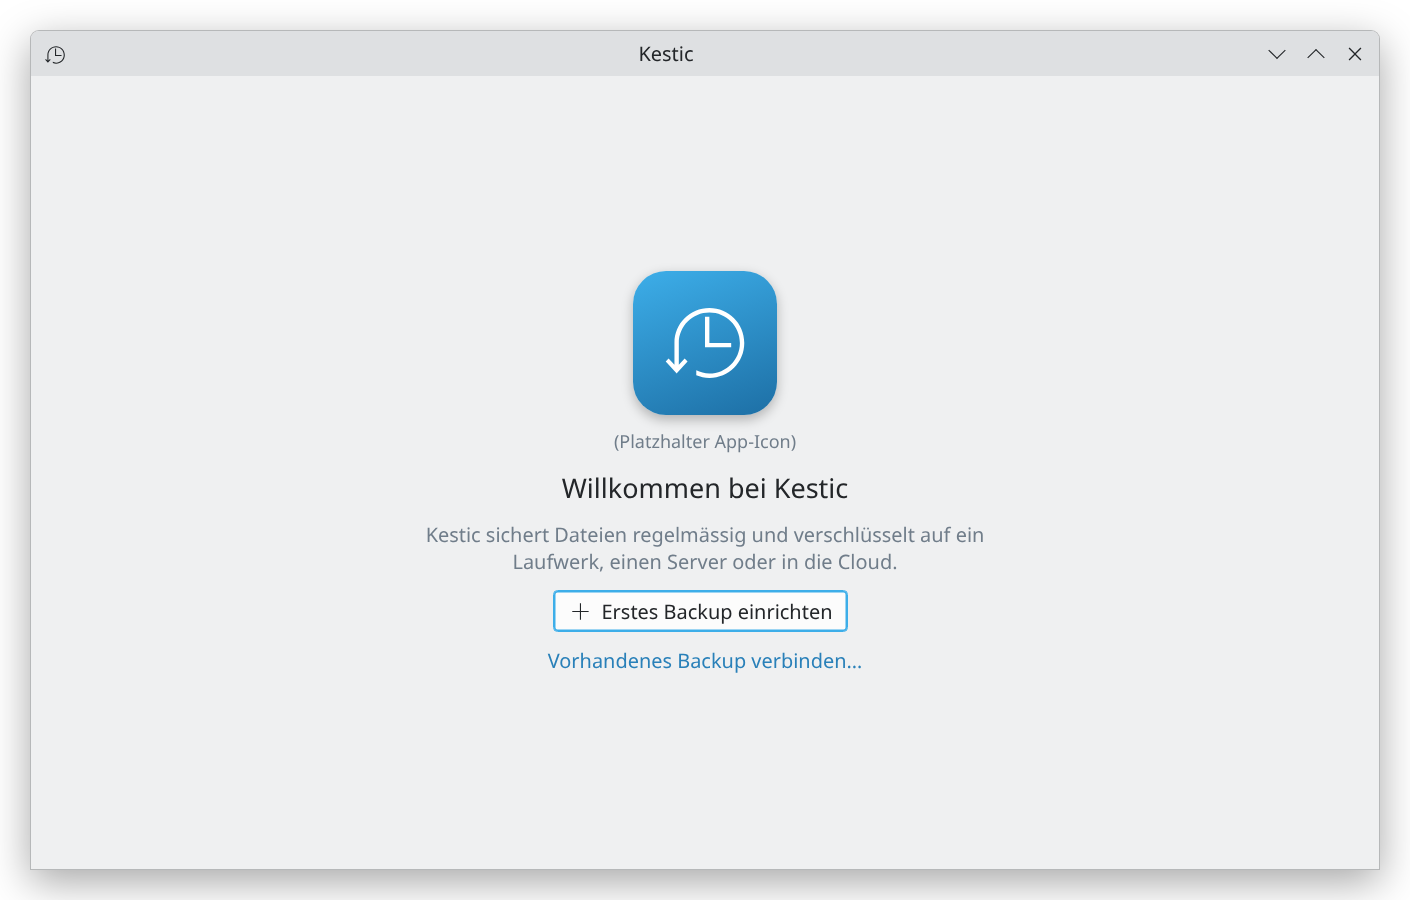 Kestic
(Platzhalter App-Icon)
Willkommen bei Kestic
Kestic sichert Dateien regelmässig und verschlüsselt auf ein
Laufwerk, einen Server oder in die Cloud.
Erstes Backup einrichten
Vorhandenes Backup verbinden...